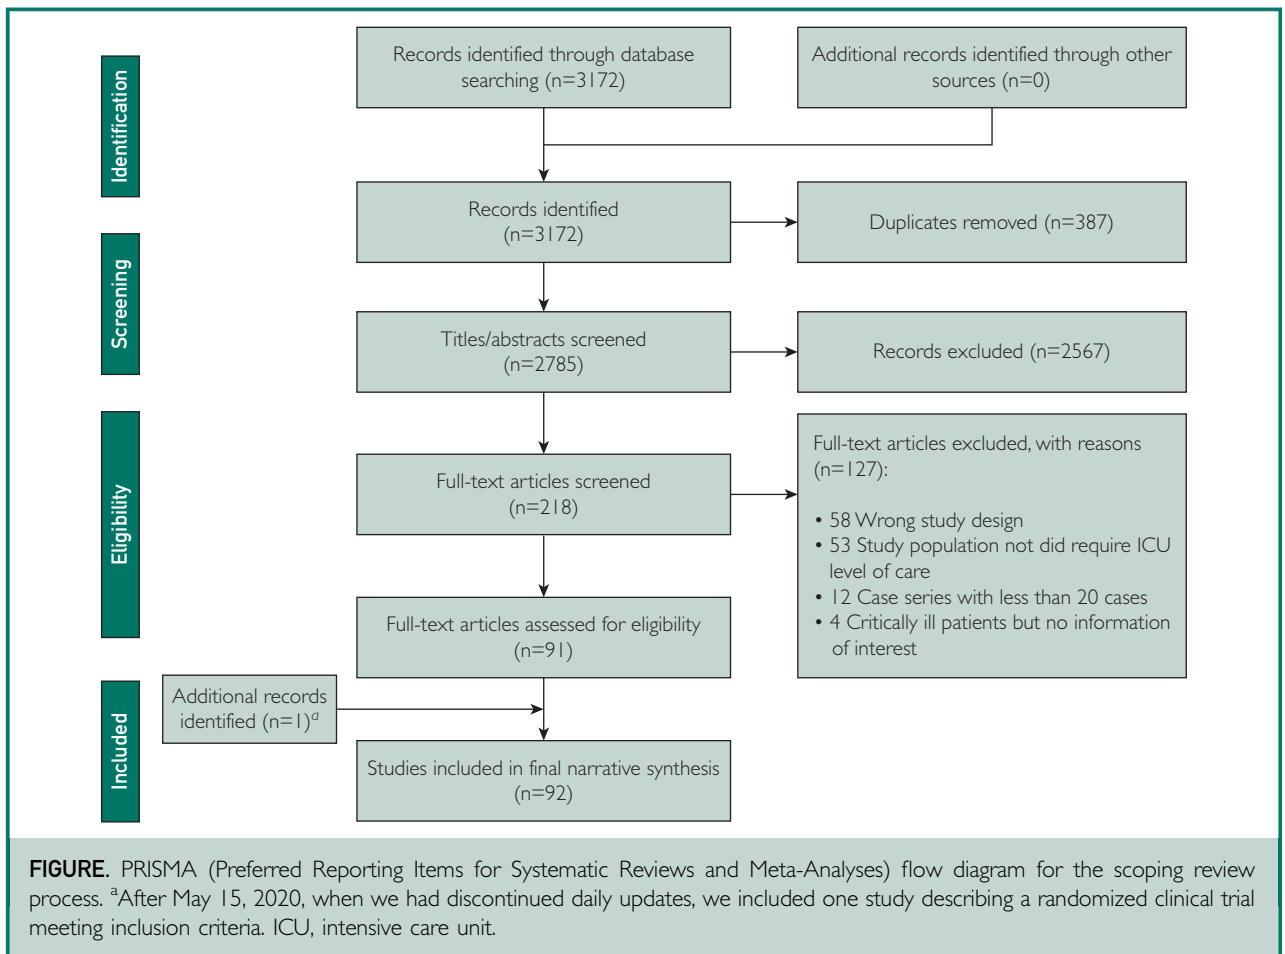 Identification
Records identified through database
searching (n=3172)
Additional records identified through other
sources (n=0)
Records identified
(n=3172)
Duplicates removed (n=387)
Screening
Titles/abstracts screened
(n=2785)
Records excluded (n=2567)
Eligibility
Full-text articles screened
(n=218)
Full-text articles excluded, with reasons
(n=127):
• 58 Wrong study design
• 53 Study population not did require ICU
level of care
• 12 Case series with less than 20 cases
• 4 Critically ill patients but no information
of interest
Full-text articles assessed for eligibility
(n=91)
Included
Additional records
identified (n=1)a
Studies included in final narrative synthesis
(n=92)
FIGURE. PRISMA (Preferred Reporting Items for Systematic Reviews and Meta-Analyses) flow diagram for the scoping review
process. aAfter May 15, 2020, when we had discontinued daily updates, we included one study describing a randomized clinical trial
meeting inclusion criteria. ICU, intensive care unit.